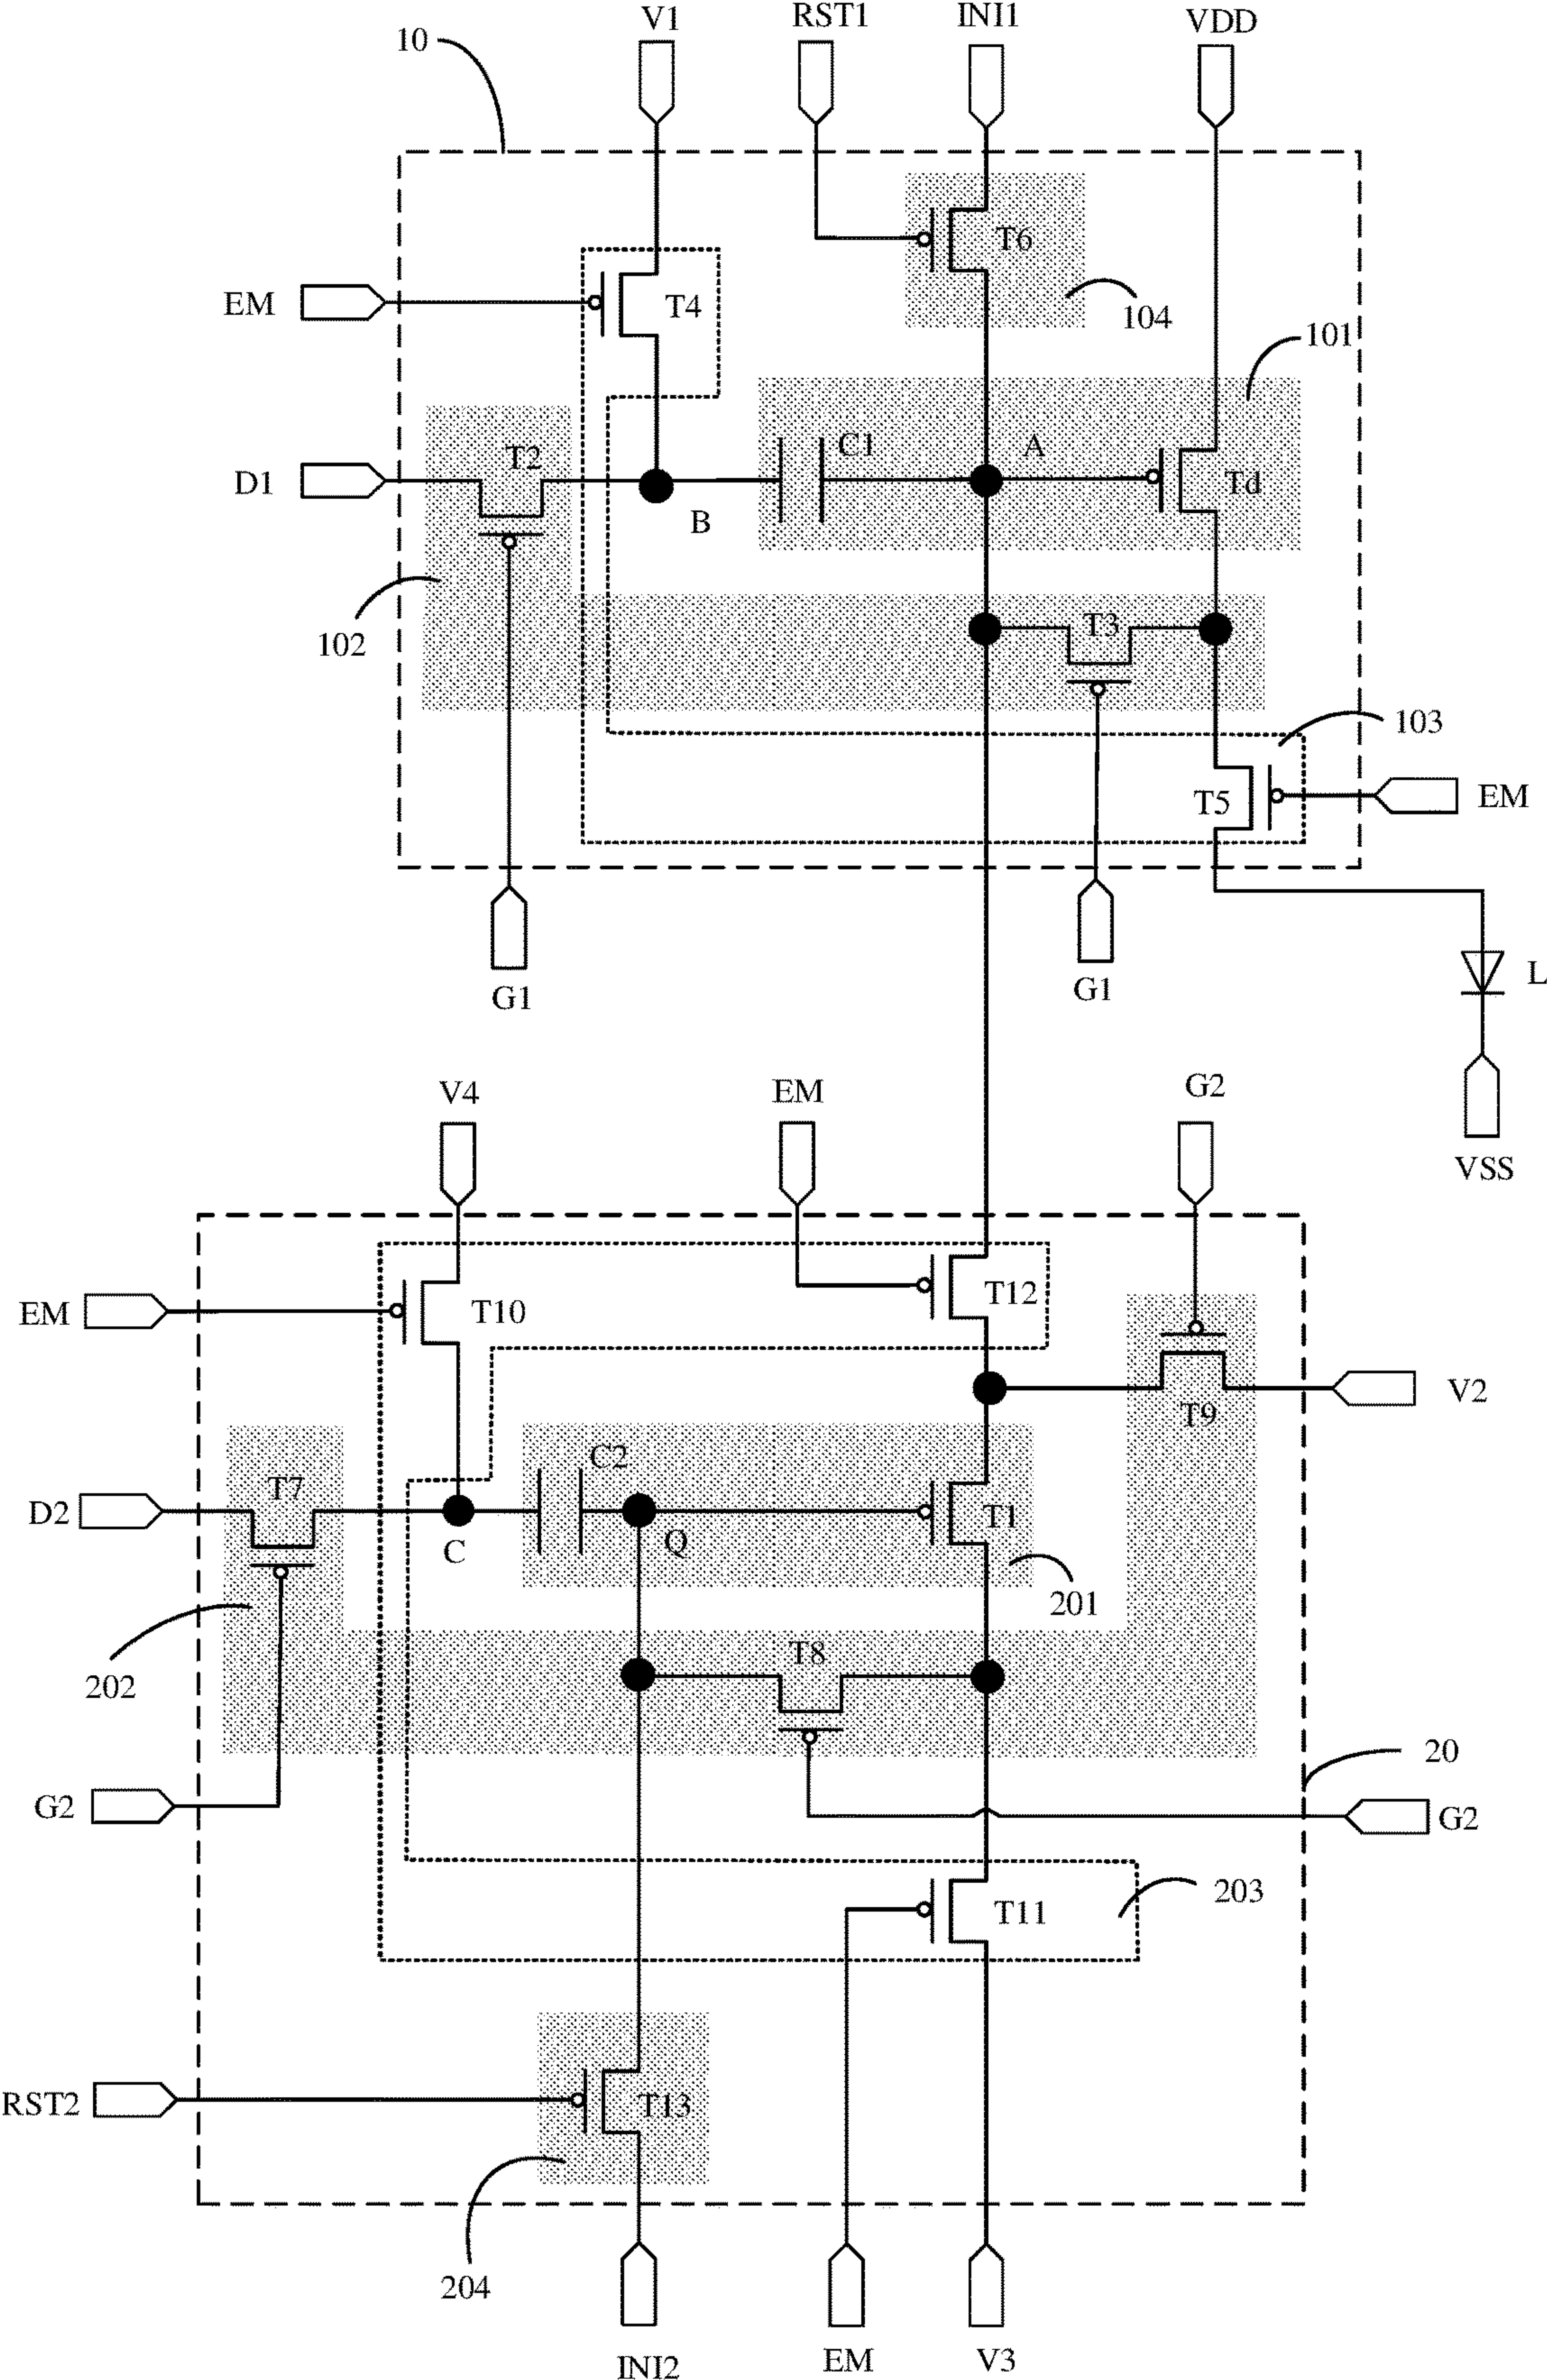 V1
RST1
INI1
VDD
10
T6
EM
T4
104
101
D1
T2
C1
A
Td
B
102
T3
103
T5
EM
G1
G1
L
VSS
V4
EM
G2
EM
T10
T12
V2
T9
D2
T7
C2
C
Q
T1
201
202
T8
20
G2
G2
203
T11
RST2
T13
204
INI2
EM
V3